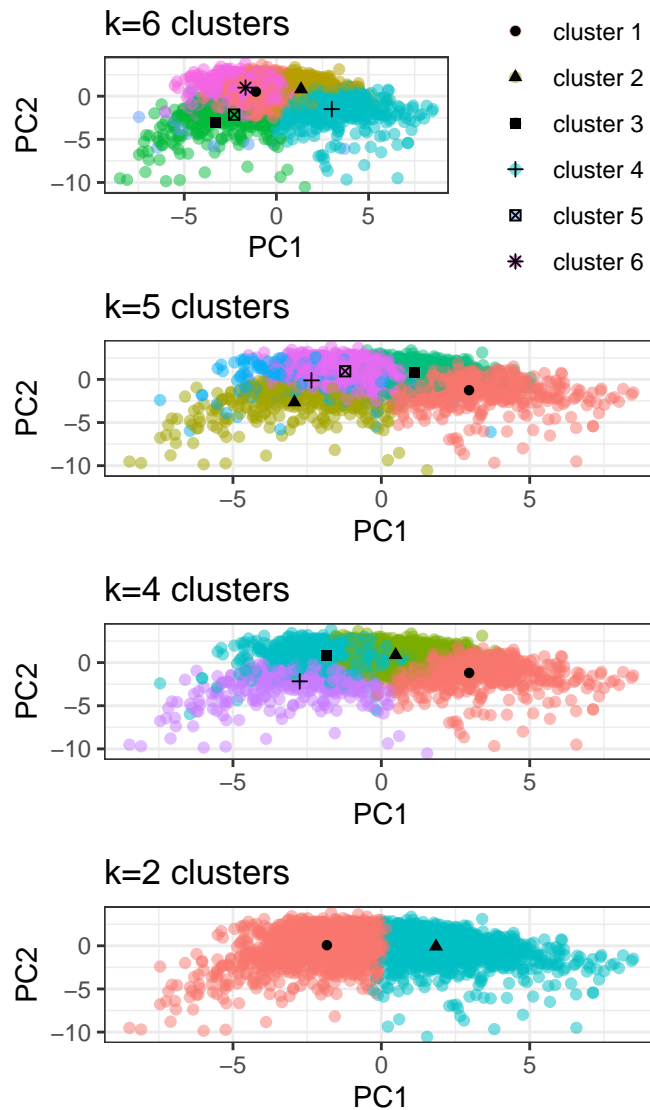 k=6 clusters
0
−5
−10
PC2
−5 0 5
PC1
cluster 1
cluster 2
cluster 3
cluster 4
cluster 5
cluster 6
k=5 clusters
0
−5
−10
PC2
−5 0 5
PC1
k=4 clusters
0
−5
−10
PC2
−5 0 5
PC1
k=2 clusters
0
−5
−10
PC2
−5 0 5
PC1